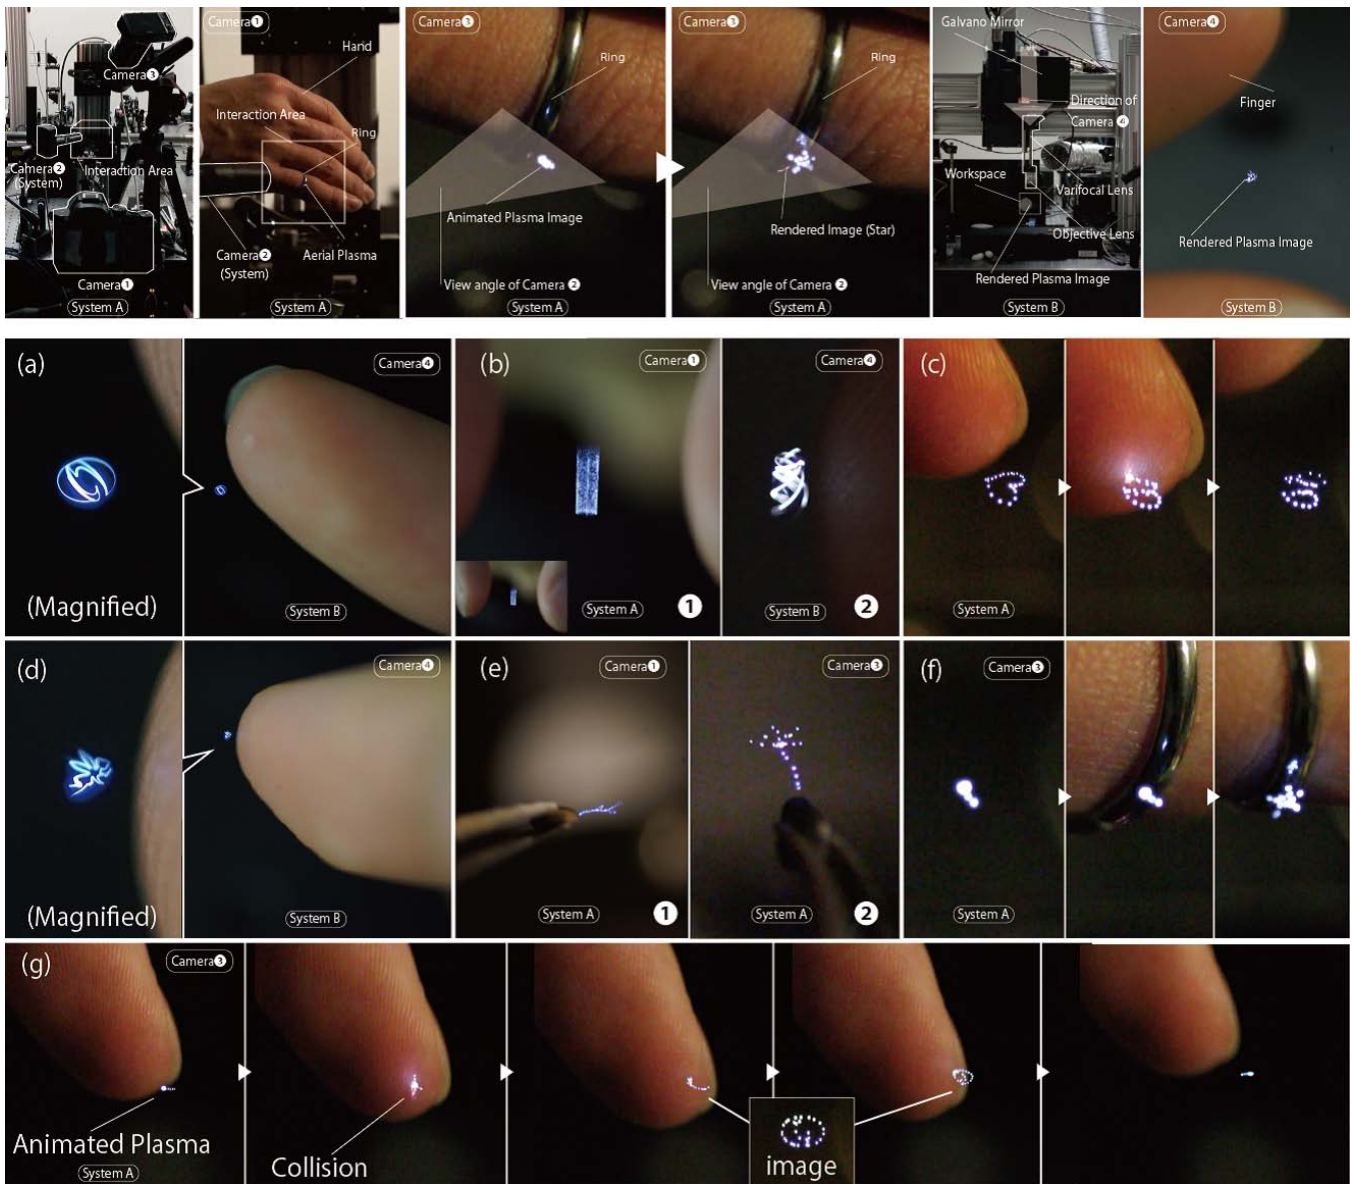 Camera❸
Camera❷
(System)
Interaction Area
Camera❶
System A
Camera❶
Hand
Interaction Area
Ring
Camera❷
(System)
Aerial Plasma
System A
Camera❸
Ring
Animated Plasma Image
View angle of Camera ❷
System A
Camera❸
Ring
Rendered Image (Star)
View angle of Camera ❷
System A
Galvano Mirror
Direction of
Camera ❹
Workspace
Varifocal Lens
Objective Lens
Rendered Plasma Image
System B
Camera❹
Finger
Rendered Plasma Image
System B
(a)
Camera❹
(Magnified)
System B
(b)
Camera❶
System A
❶
Camera❹
System B
❷
(c)
System A
(d)
Camera❹
(Magnified)
System B
(e)
Camera❶
System A
❶
Camera❸
System A
❷
(f)
Camera❸
System A
(g)
Camera❸
Animated Plasma
System A
Collision
image